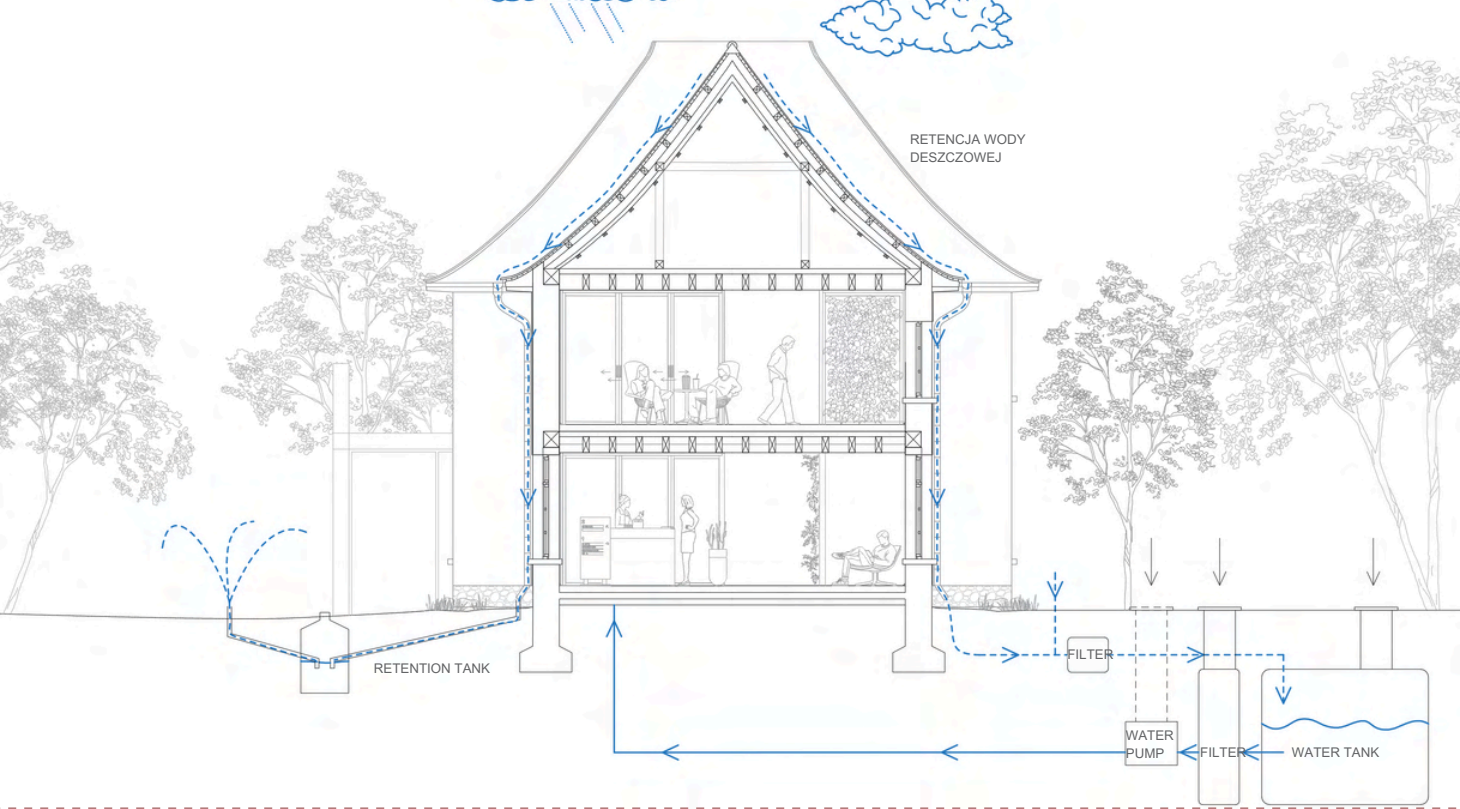 RETENCJA WODY
DESZCZOWEJ
RETENTION TANK
FILTER
WATER
PUMP
FILTER
WATER TANK